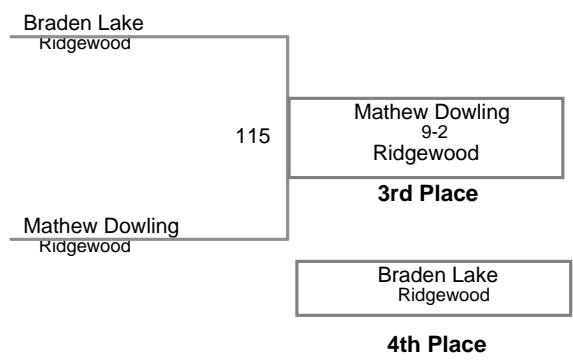 Braden Lake
Ridgewood
115
Mathew Dowling
9-2
Ridgewood
3rd Place
Mathew Dowling
Ridgewood
Braden Lake
Ridgewood
4th Place